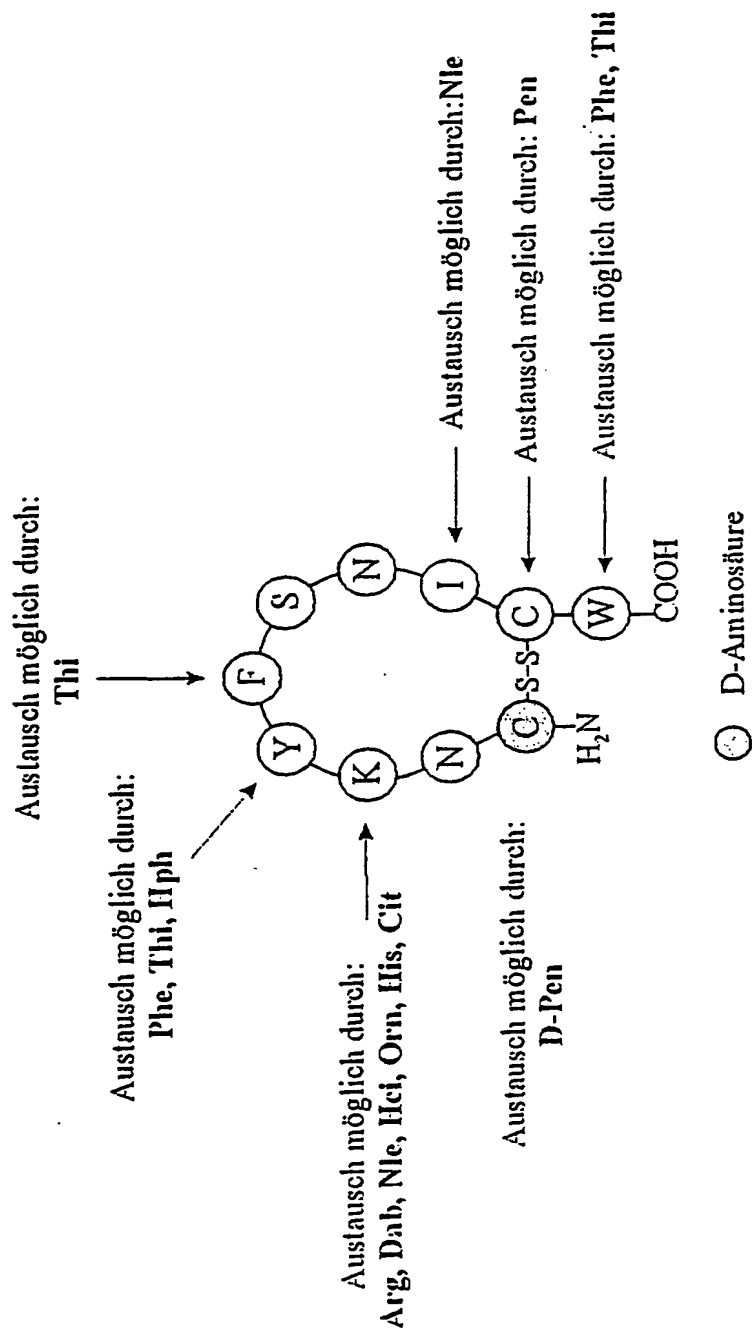 Austausch möglich durch:
Thi
Austausch möglich durch:
Phe, Thi, Hph
Austausch möglich durch:
Arg, Dab, Nle, Hci, Orn, His, Cit
Austausch möglich durch:
D-Pen
F
Y
S
K
N
N
I
C
-S-S-
C
H₂N
W
COOH
Austausch möglich durch:Nle
Austausch möglich durch: Pen
Austausch möglich durch: Phe, Thi
D-Aminosäure